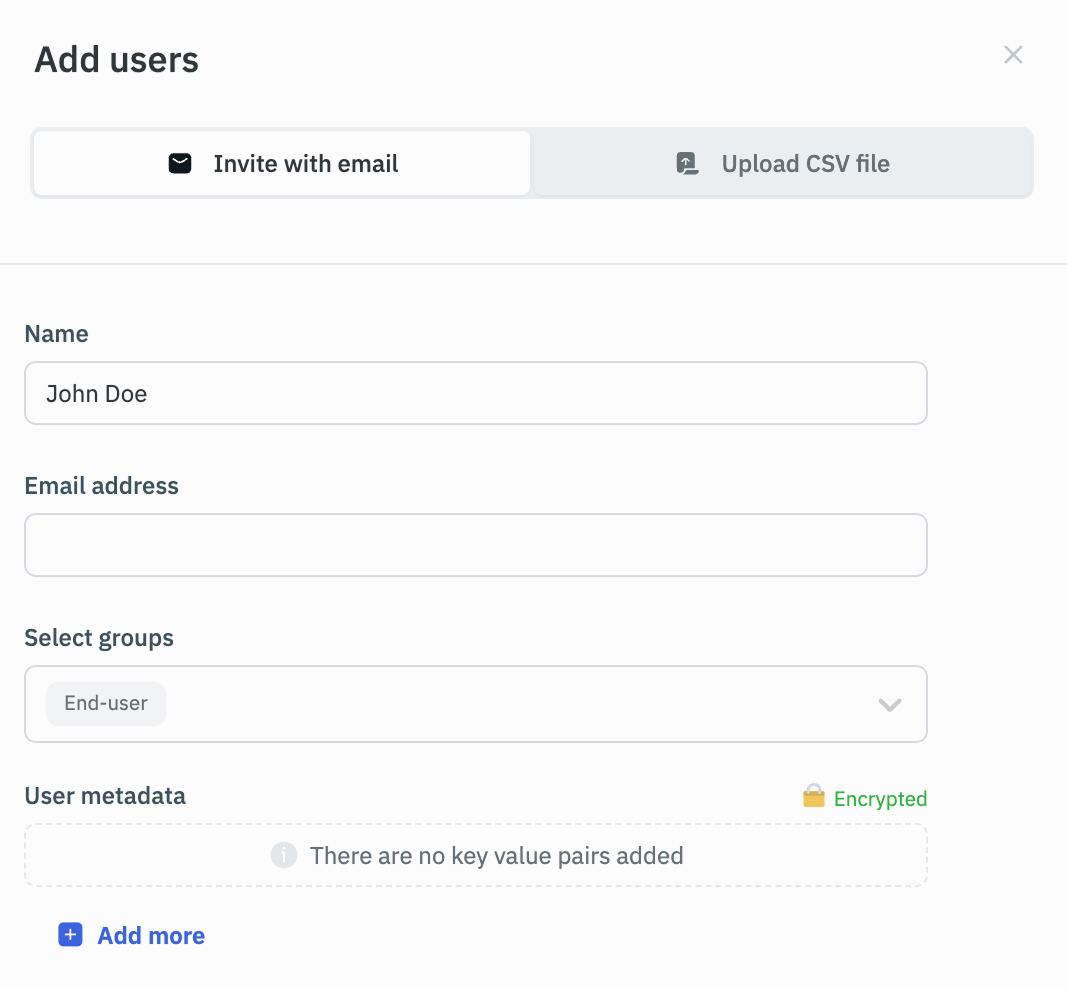 Add users
Invite with email
Upload CSV file
Name
John Doe
Email address
Select groups
End-user
User metadata
Encrypted
There are no key value pairs added
Add more